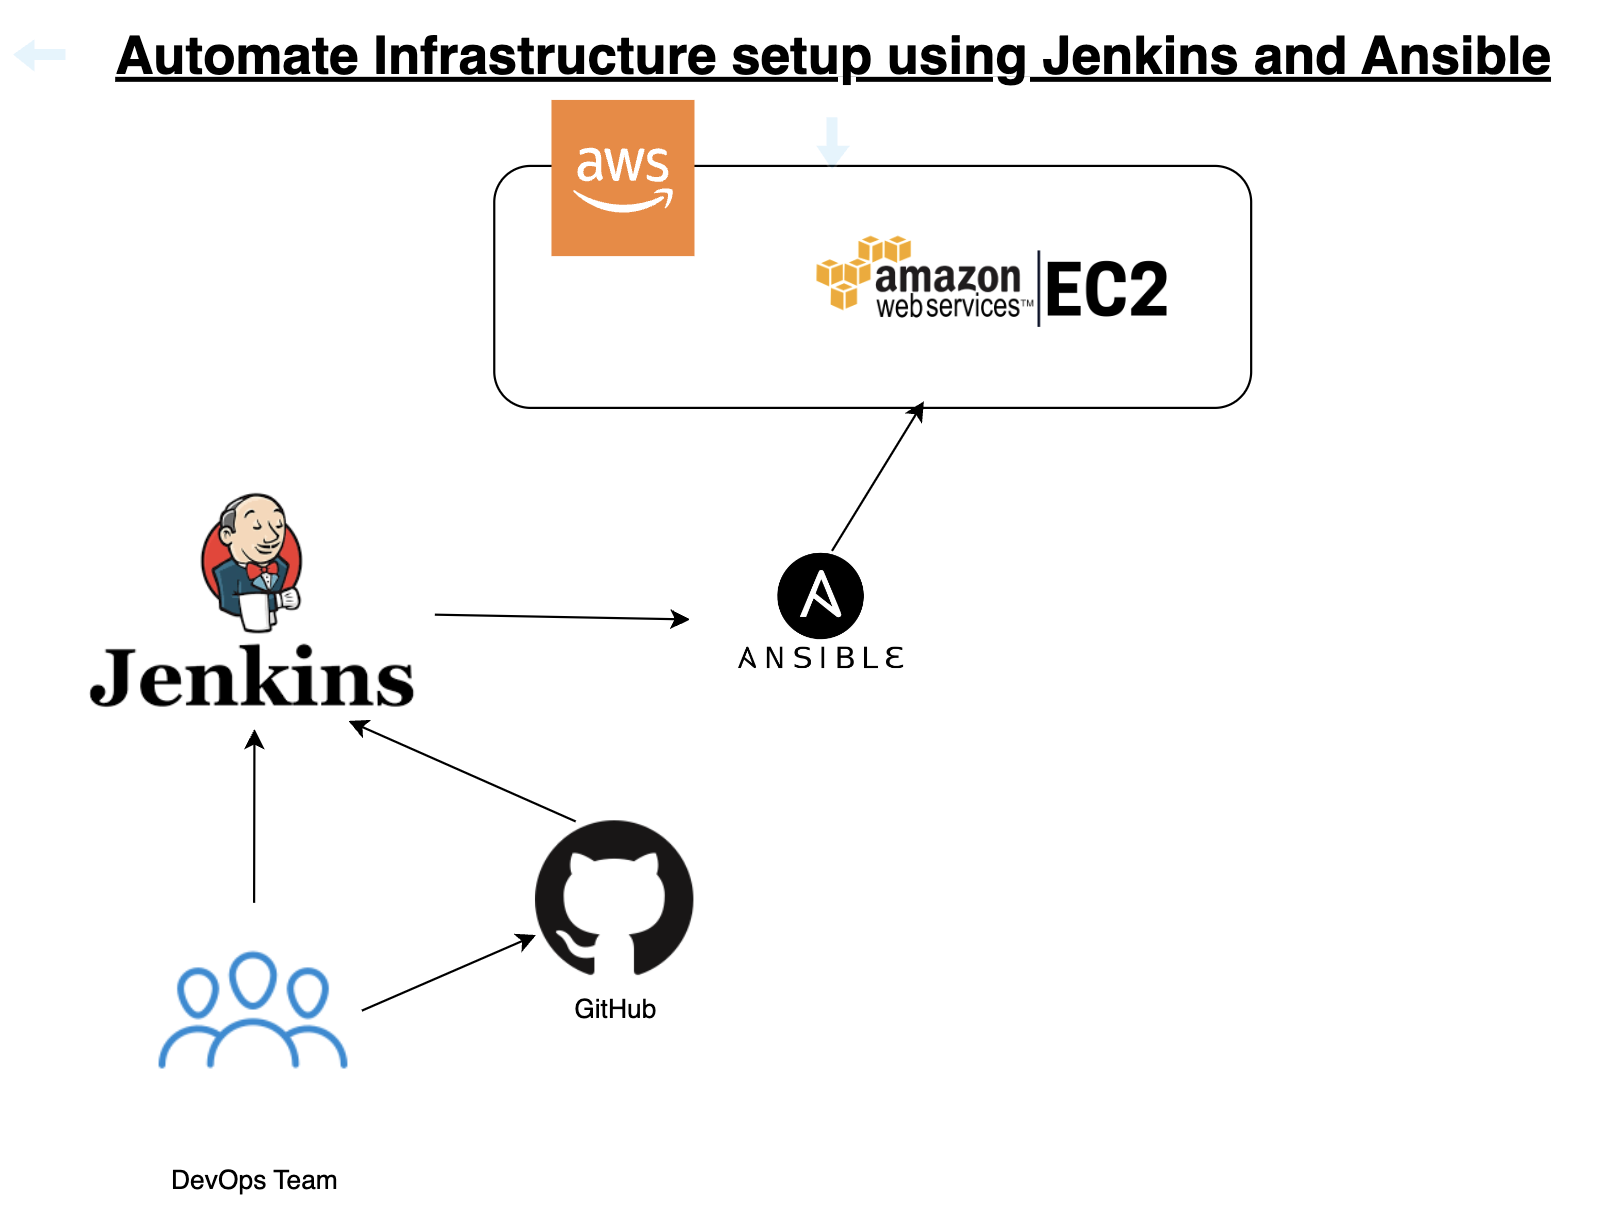 Automate Infrastructure setup using Jenkins and Ansible
aws
amazon
web services™
EC2
Jenkins
ANSIBLE
GitHub
DevOps Team